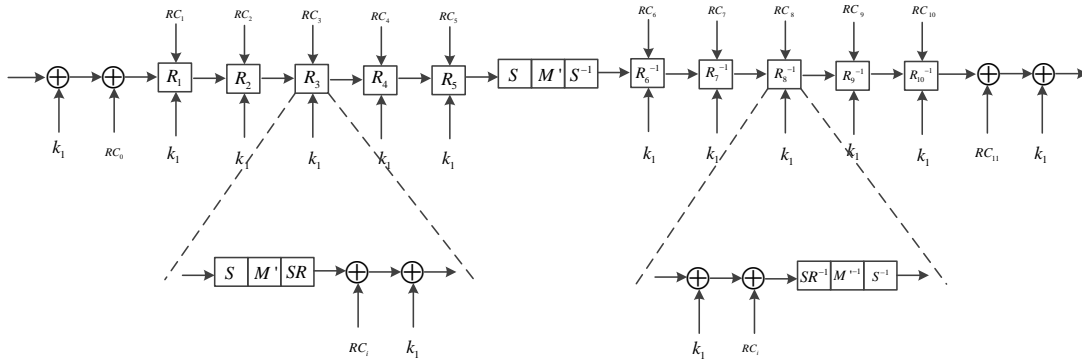 RC₁ RC₂ RC₃ RC₄ RC₅ RC₆ RC₇ RC₈ RC₉ RC₁₀
R₁ R₂ R₃ R₄ R₅ S M' S⁻¹ R₆⁻¹ R₇⁻¹ R₈⁻¹ R₉⁻¹ R₁₀⁻¹
k₁ RC₀ k₁ k₁ k₁ k₁ k₁ k₁ k₁ k₁ k₁ k₁ RC₁₁ k₁
S M' SR SR⁻¹ M'⁻¹ S⁻¹
RCᵢ k₁ k₁ RCᵢ